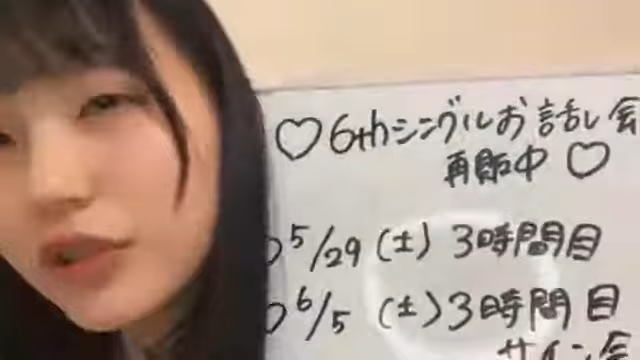 ♡6thシングルお話し会
再販中♡
5/29(土)3時間目
6/5(土)3時間目
サイン会